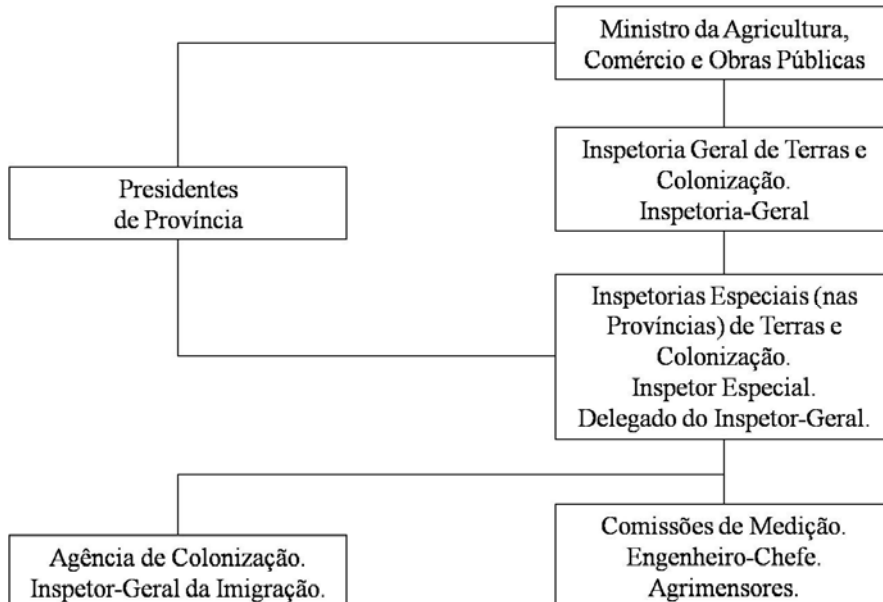 Ministro da Agricultura,
Comércio e Obras Públicas
Inspetoria Geral de Terras e
Colonização.
Inspetoria-Geral
Presidentes
de Província
Inspetorias Especiais (nas
Províncias) de Terras e
Colonização.
Inspetor Especial.
Delegado do Inspetor-Geral.
Agência de Colonização.
Inspetor-Geral da Imigração.
Comissões de Medição.
Engenheiro-Chefe.
Agrimensores.